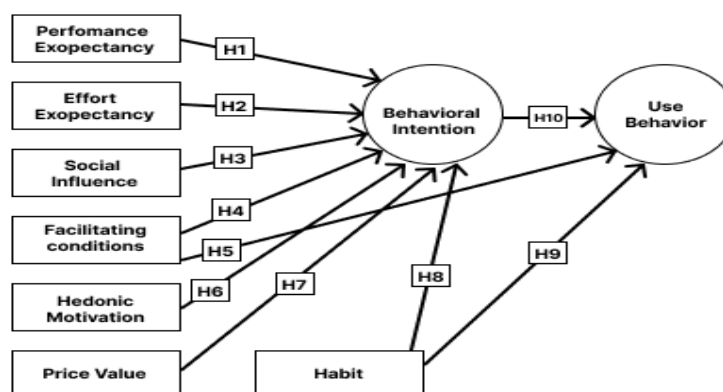 Perfomance
Exopectancy
H1
Effort
Exopectancy
H2
Behavioral
Intention
H10
Use
Behavior
Social
Influence
H3
Facilitating
conditions
H4
H5
Hedonic
Motivation
H6
H7
H8
H9
Price Value
Habit